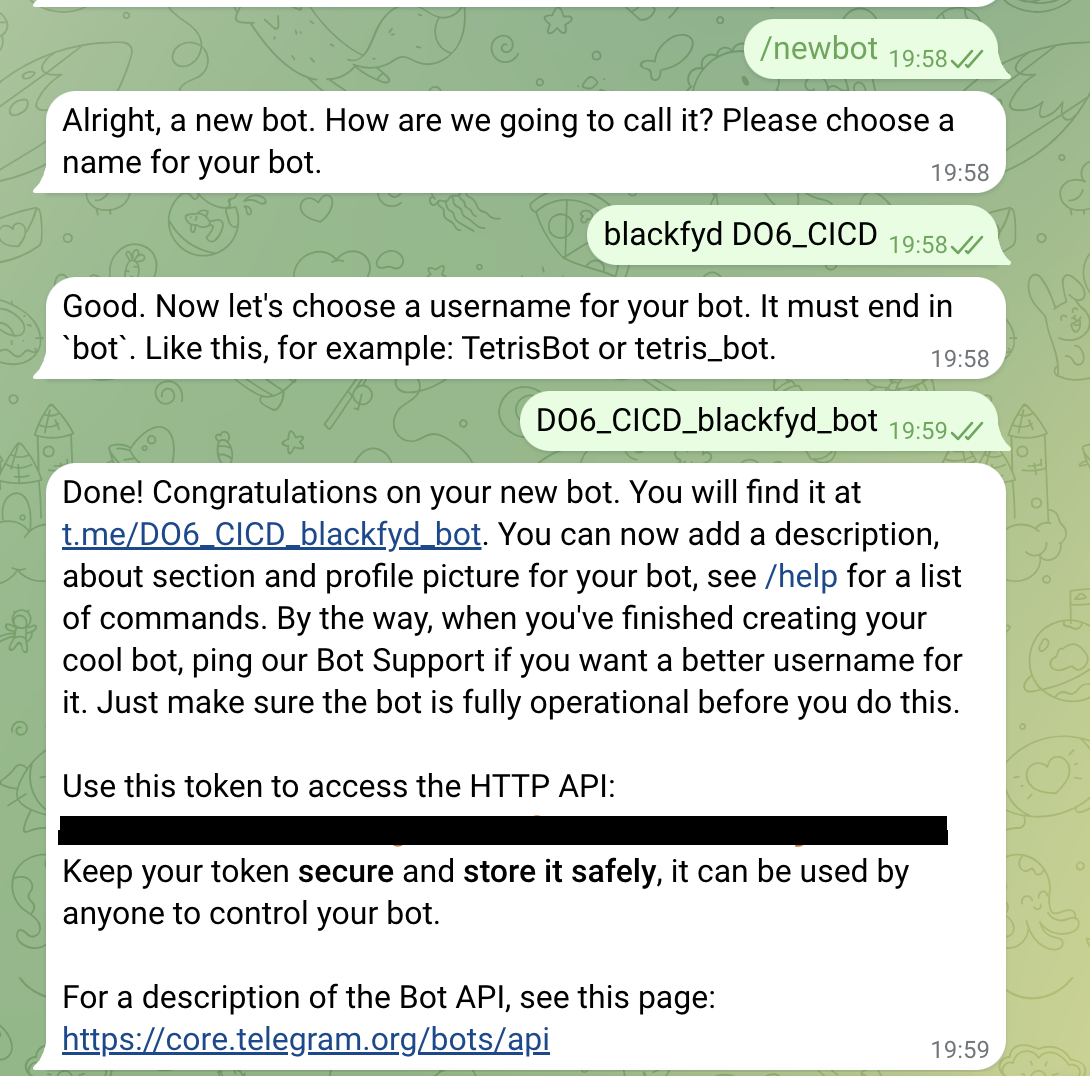 /newbot 19:58
Alright, a new bot. How are we going to call it? Please choose a
name for your bot. 19:58
blackfyd DO6_CICD 19:58
Good. Now let's choose a username for your bot. It must end in
`bot`. Like this, for example: TetrisBot or tetris_bot. 19:58
DO6_CICD_blackfyd_bot 19:59
Done! Congratulations on your new bot. You will find it at
t.me/DO6_CICD_blackfyd_bot. You can now add a description,
about section and profile picture for your bot, see /help for a list
of commands. By the way, when you've finished creating your
cool bot, ping our Bot Support if you want a better username for
it. Just make sure the bot is fully operational before you do this.
Use this token to access the HTTP API:
Keep your token secure and store it safely, it can be used by
anyone to control your bot.
For a description of the Bot API, see this page:
https://core.telegram.org/bots/api 19:59